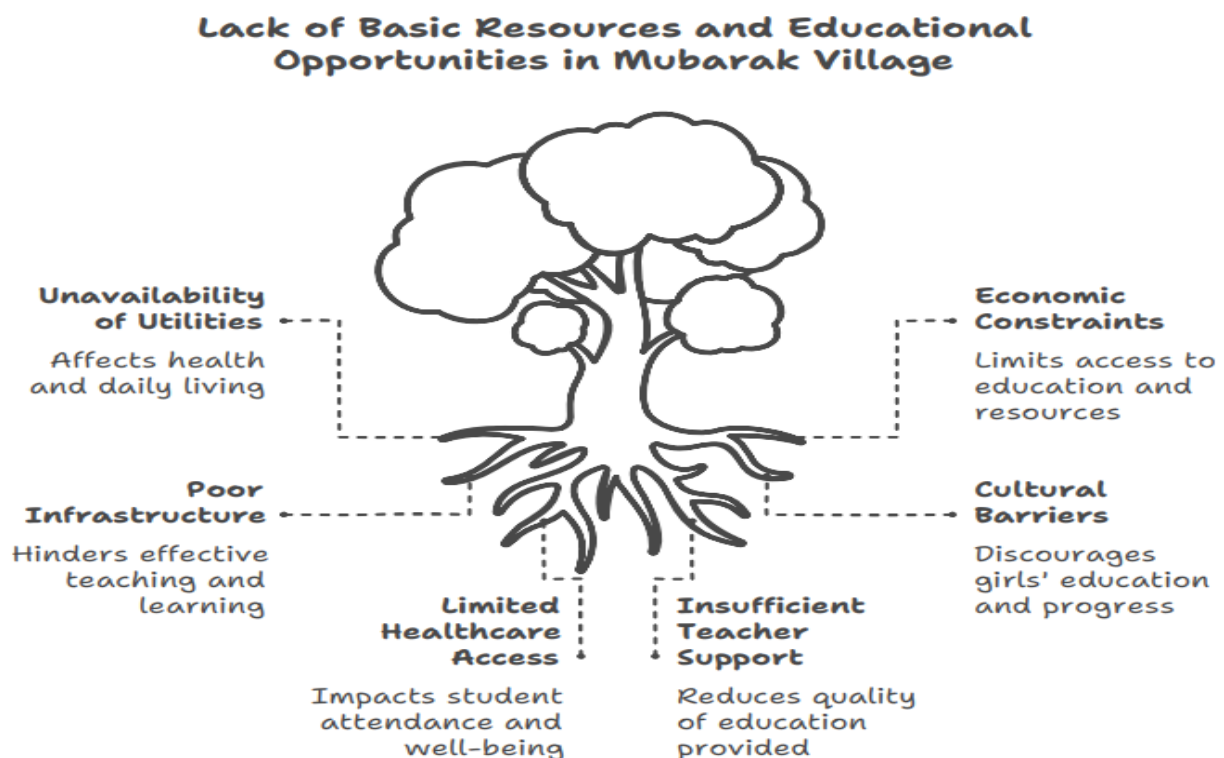 Lack of Basic Resources and Educational
Opportunities in Mubarak Village
Unavailability
of Utilities
Affects health
and daily living
Economic
Constraints
Limits access to
education and
resources
Poor
Infrastructure
Hinders effective
teaching and
learning
Cultural
Barriers
Discourages
girls' education
and progress
Limited
Healthcare
Access
Impacts student
attendance and
well-being
Insufficient
Teacher
Support
Reduces quality
of education
provided